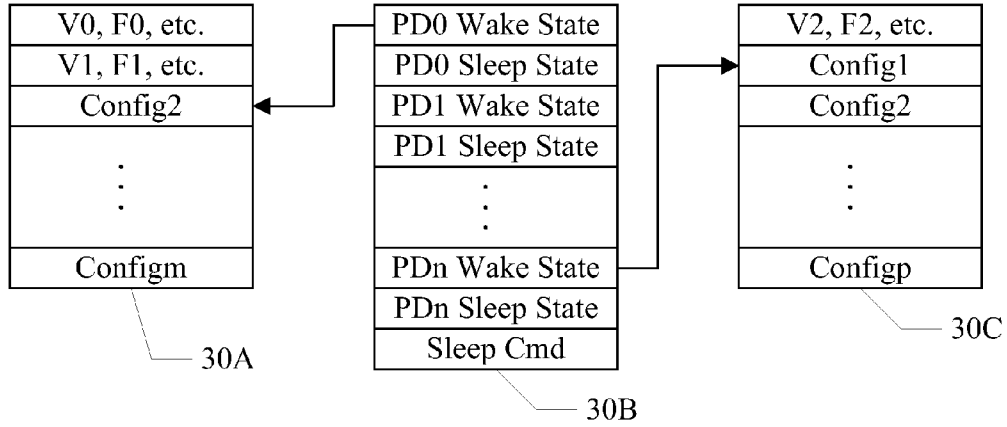 V0, F0, etc.
V1, F1, etc.
Config2
Configm
30A
PD0 Wake State
PD0 Sleep State
PD1 Wake State
PD1 Sleep State
PDn Wake State
PDn Sleep State
Sleep Cmd
30B
V2, F2, etc.
Config1
Config2
Configp
30C